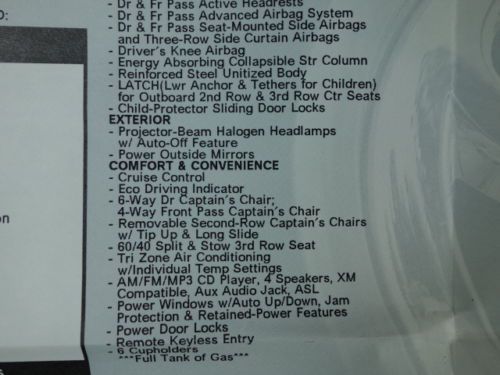 - Dr & Fr Pass Active Headrests
D:
- Dr & Fr Pass Advanced Airbag System
- Dr & Fr Pass Seat-Mounted Side Airbags
and Three-Row Side Curtain Airbags
- Driver's Knee Airbag
- Energy Absorbing Collapsible Str Column
- Reinforced Steel Unitized Body
- LATCH(Lwr Anchor & Tethers for Children)
for Outboard 2nd Row & 3rd Row Ctr Seats
- Child-Protector Sliding Door Locks
EXTERIOR
- Projector-Beam Halogen Headlamps
w/ Auto-Off Feature
- Power Outside Mirrors
COMFORT & CONVENIENCE
- Cruise Control
- Eco Driving Indicator
- 6-Way Dr Captain's Chair;
4-Way Front Pass Captain's Chair
- Removable Second-Row Captain's Chairs
w/ Tip Up & Long Slide
on
- 60/40 Split & Stow 3rd Row Seat
- Tri Zone Air Conditioning
w/Individual Temp Settings
- AM/FM/MP3 CD Player, 4 Speakers, XM
Compatible, Aux Audio Jack, ASL
- Power Windows w/Auto Up/Down, Jam
Protection & Retained-Power Features
- Power Door Locks
- Remote Keyless Entry
- 6 Cupholders
***Full Tank of Gas***